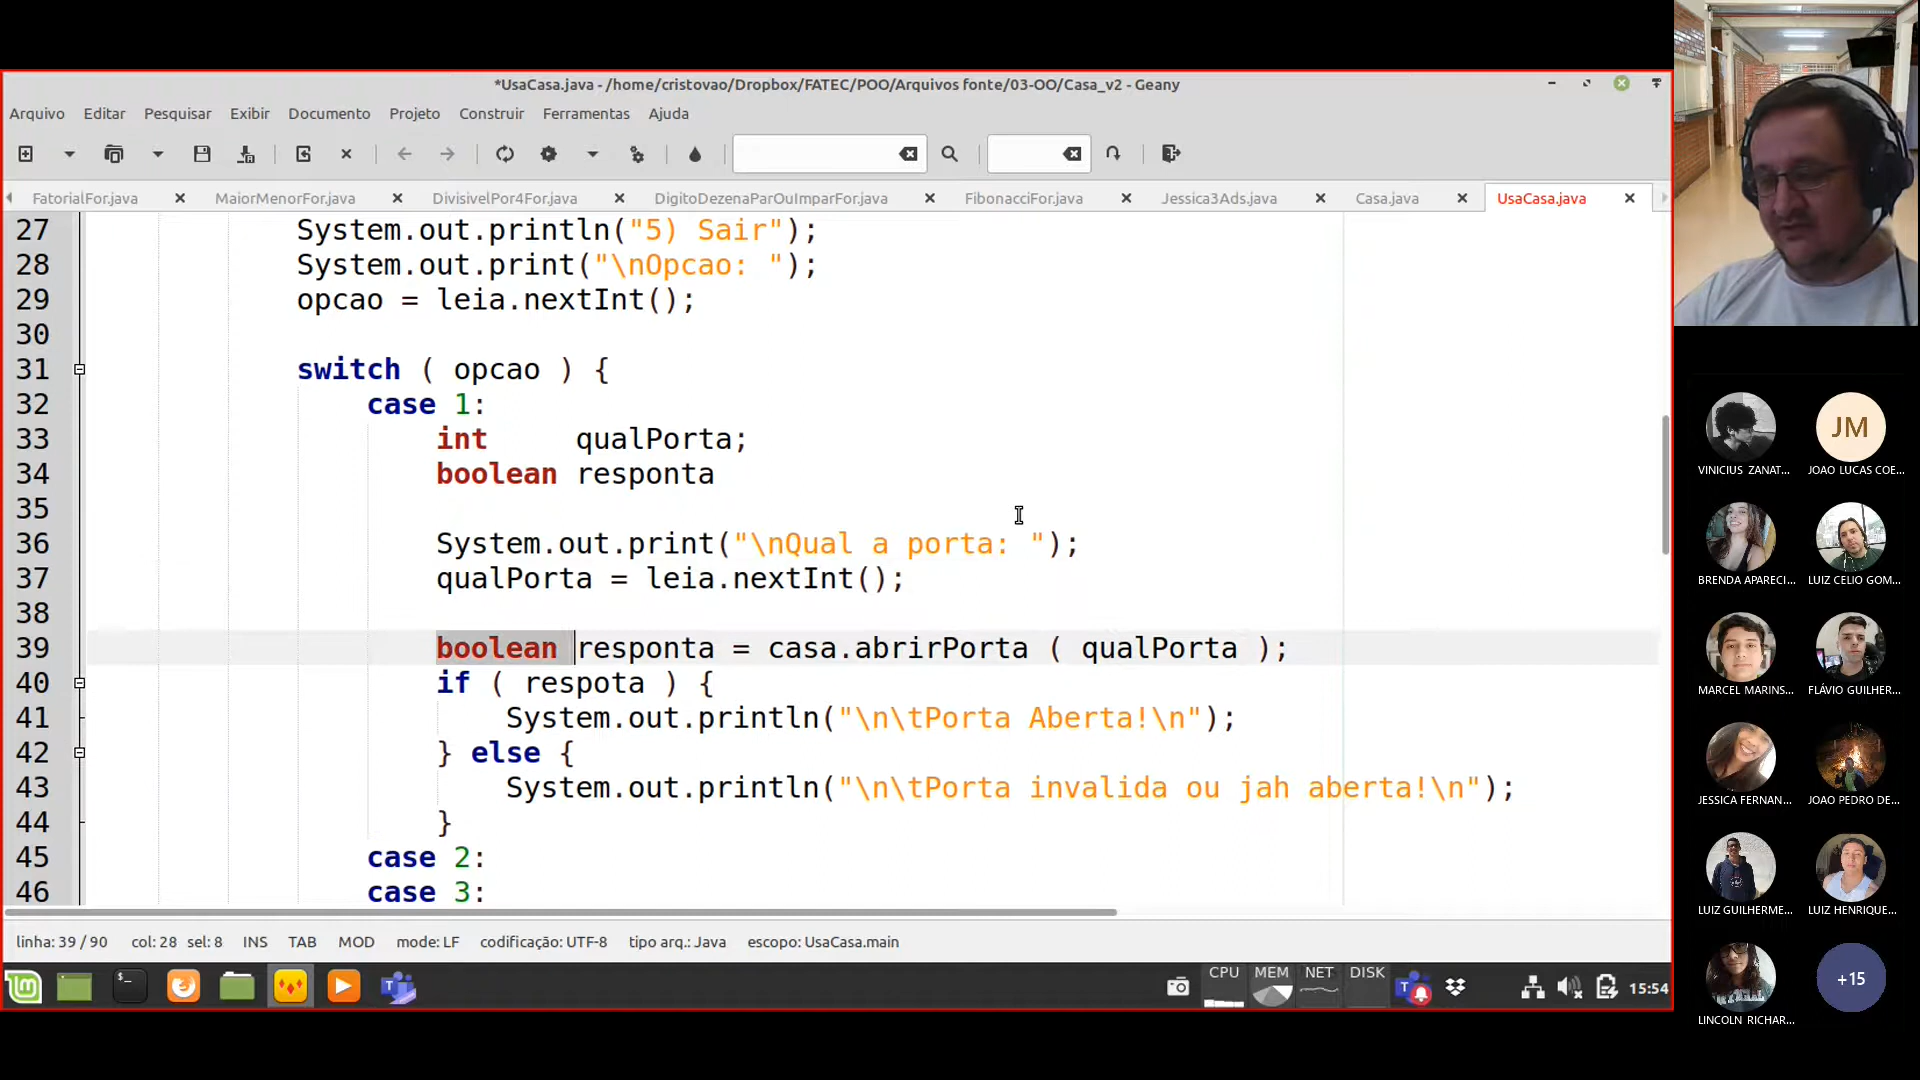 *UsaCasa.java - /home/cristovao/Dropbox/FATEC/POO/Arquivos fonte/03-OO/Casa_v2 - Geany
Arquivo Editar Pesquisar Exibir Documento Projeto Construir Ferramentas Ajuda
FatorialFor.java MaiorMenorFor.java DivisivelPor4For.java DigitoDezenaParOuImparFor.java FibonacciFor.java Jessica3Ads.java Casa.java UsaCasa.java
27 System.out.println("5) Sair");
28 System.out.print("\nOpcao: ");
29 opcao = leia.nextInt();
30
31 switch ( opcao ) {
32 case 1:
33 int qualPorta;
34 boolean responta
35
36 System.out.print("\nQual a porta: ");
37 qualPorta = leia.nextInt();
38
39 boolean responta = casa.abrirPorta ( qualPorta );
40 if ( respota ) {
41 System.out.println("\n\tPorta Aberta!\n");
42 } else {
43 System.out.println("\n\tPorta invalida ou jah aberta!\n");
44 }
45 case 2:
46 case 3:
linha: 39 / 90 col: 28 sel: 8 INS TAB MOD mode: LF codificação: UTF-8 tipo arq.: Java escopo: UsaCasa.main
CPU MEM NET DISK
15:54
JM
VINICIUS ZANAT... JOAO LUCAS COE...
BRENDA APARECI... LUIZ CELIO GOM...
MARCEL MARINS... FLÁVIO GUILHER...
JESSICA FERNAN... JOAO PEDRO DE...
LUIZ GUILHERME... LUIZ HENRIQUE...
+15
LINCOLN RICHAR...